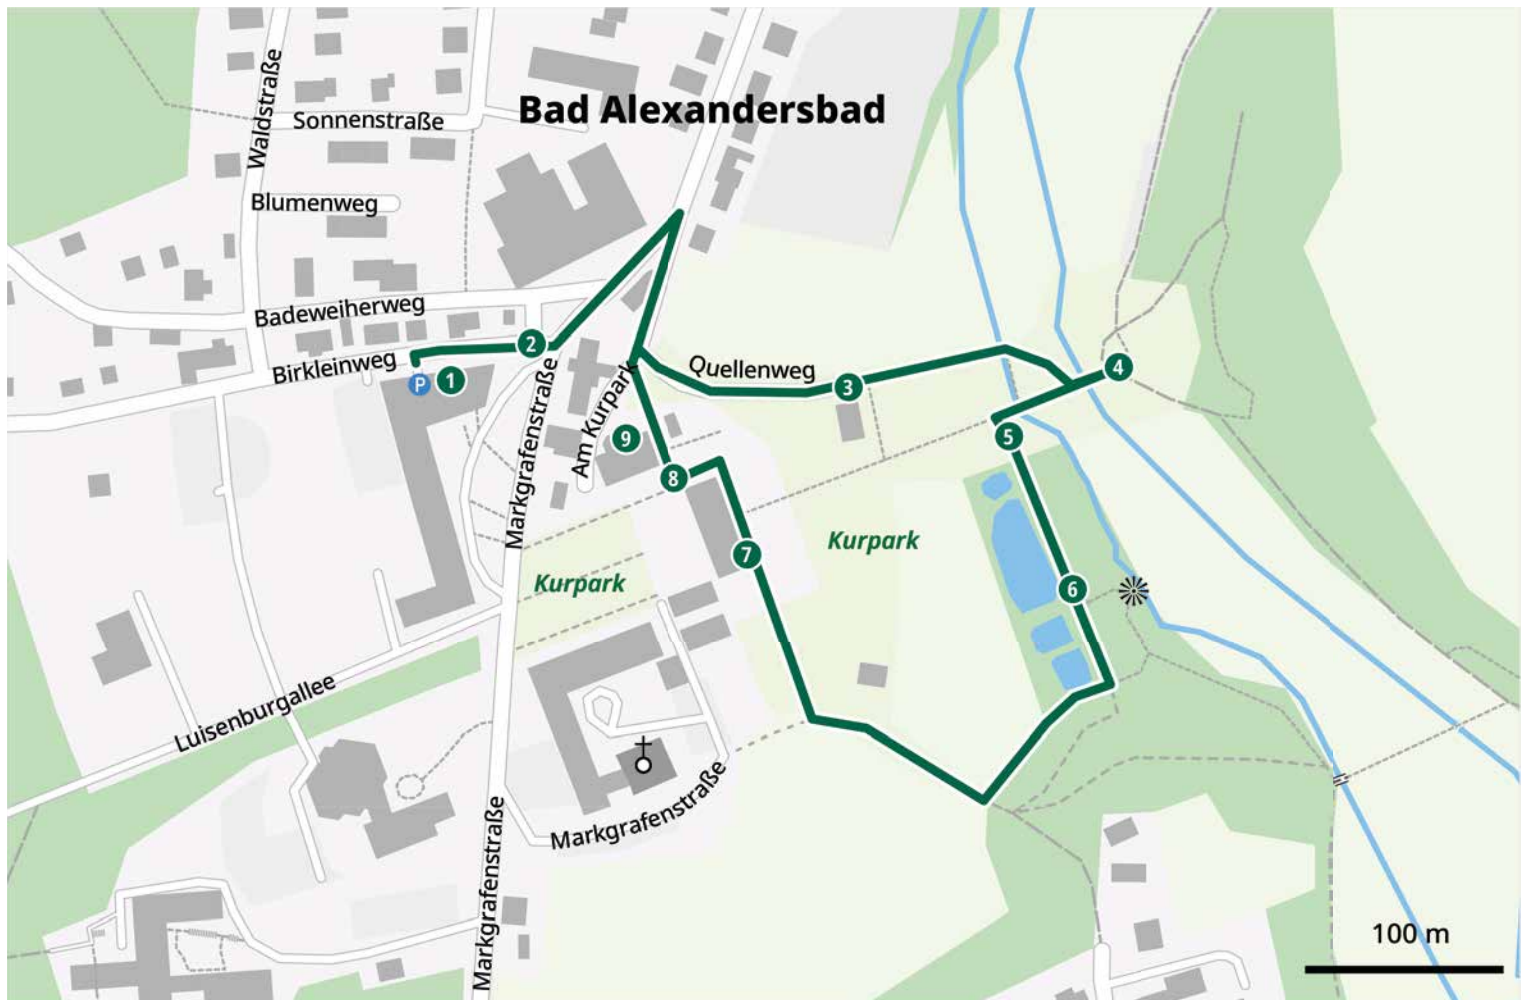 Waldstraße
Sonnenstraße
Bad Alexandersbad
Blumenweg
Badeweiherweg
Birkleinweg
P
1
2
Markgrafenstraße
Am Kurpark
Quellenweg
3
4
5
9
8
7
6
Kurpark
Kurpark
Luisenburgallee
Markgrafenstraße
Markgrafenstraße
100 m